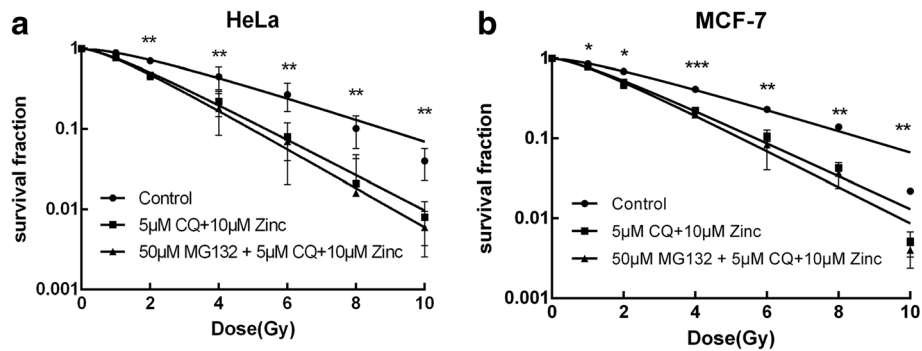 a
HeLa
survival fraction
1
0.1
0.01
0.001
** ** ** ** **
Control
5µM CQ+10µM Zinc
50µM MG132 + 5µM CQ+10µM Zinc
0 2 4 6 8 10
Dose(Gy)
b
MCF-7
survival fraction
1
0.1
0.01
0.001
* * *** ** ** **
Control
5µM CQ+10µM Zinc
50µM MG132 + 5µM CQ+10µM Zinc
0 2 4 6 8 10
Dose(Gy)